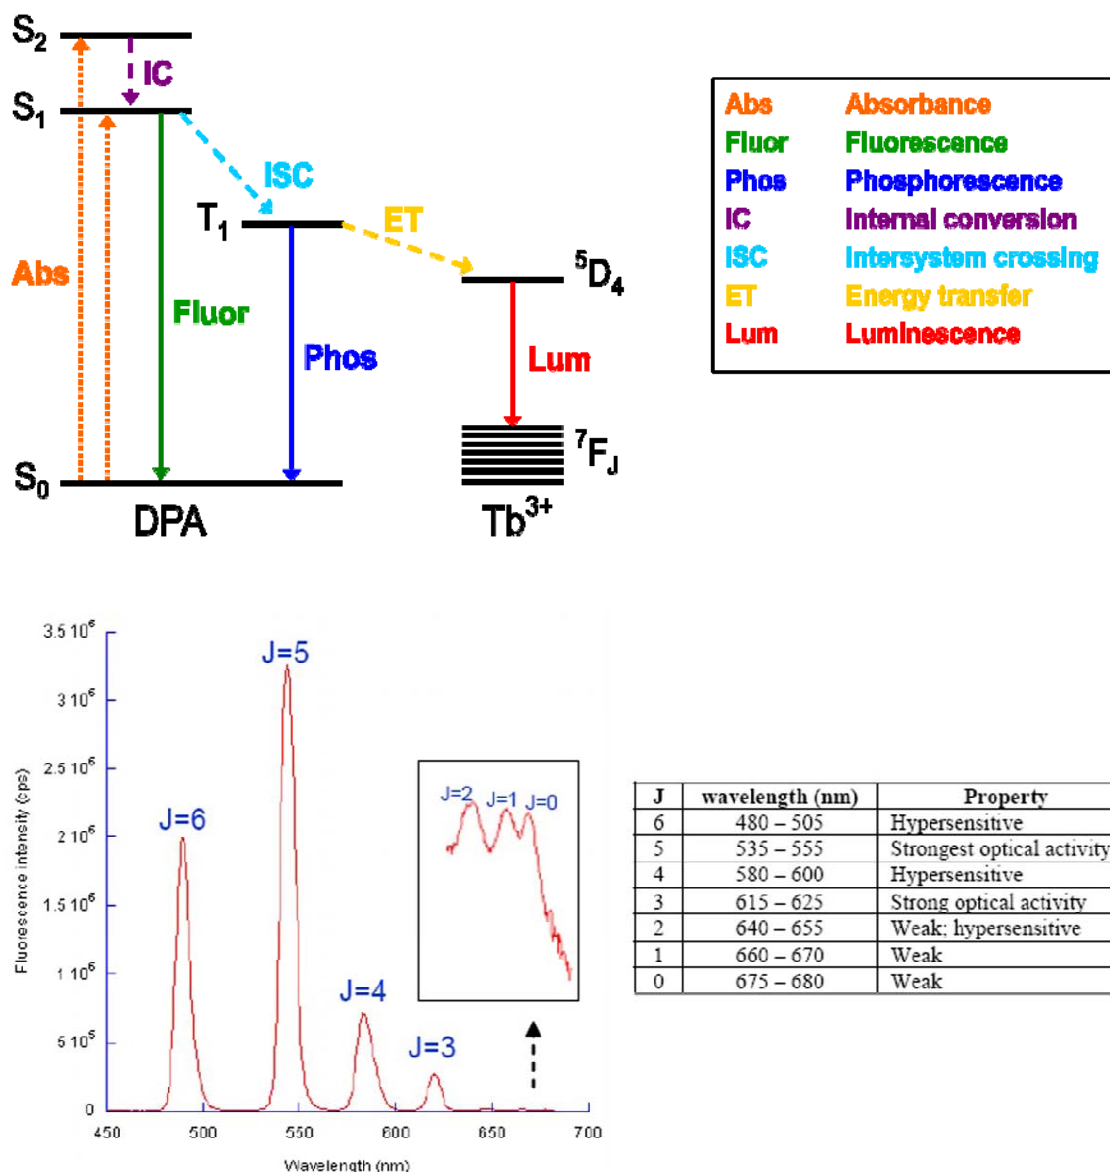 S2
IC
S1
ISC
T1
ET
Abs
5D4
Fluor
Phos
Lum
7FJ
S0
DPA
Tb3+
Abs Absorbance
Fluor Fluorescence
Phos Phosphorescence
IC Internal conversion
ISC Intersystem crossing
ET Energy transfer
Lum Luminescence
3.5 10^6
3 10^6
2.5 10^6
2 10^6
1.5 10^6
1 10^6
5 10^5
0
Fluorescence intensity (cps)
J=6
J=5
J=4
J=3
J=2
J=1
J=0
450 500 550 600 650 700
Wavelength (nm)
J wavelength (nm) Property
6 480 – 505 Hypersensitive
5 535 – 555 Strongest optical activity
4 580 – 600 Hypersensitive
3 615 – 625 Strong optical activity
2 640 – 655 Weak; hypersensitive
1 660 – 670 Weak
0 675 – 680 Weak